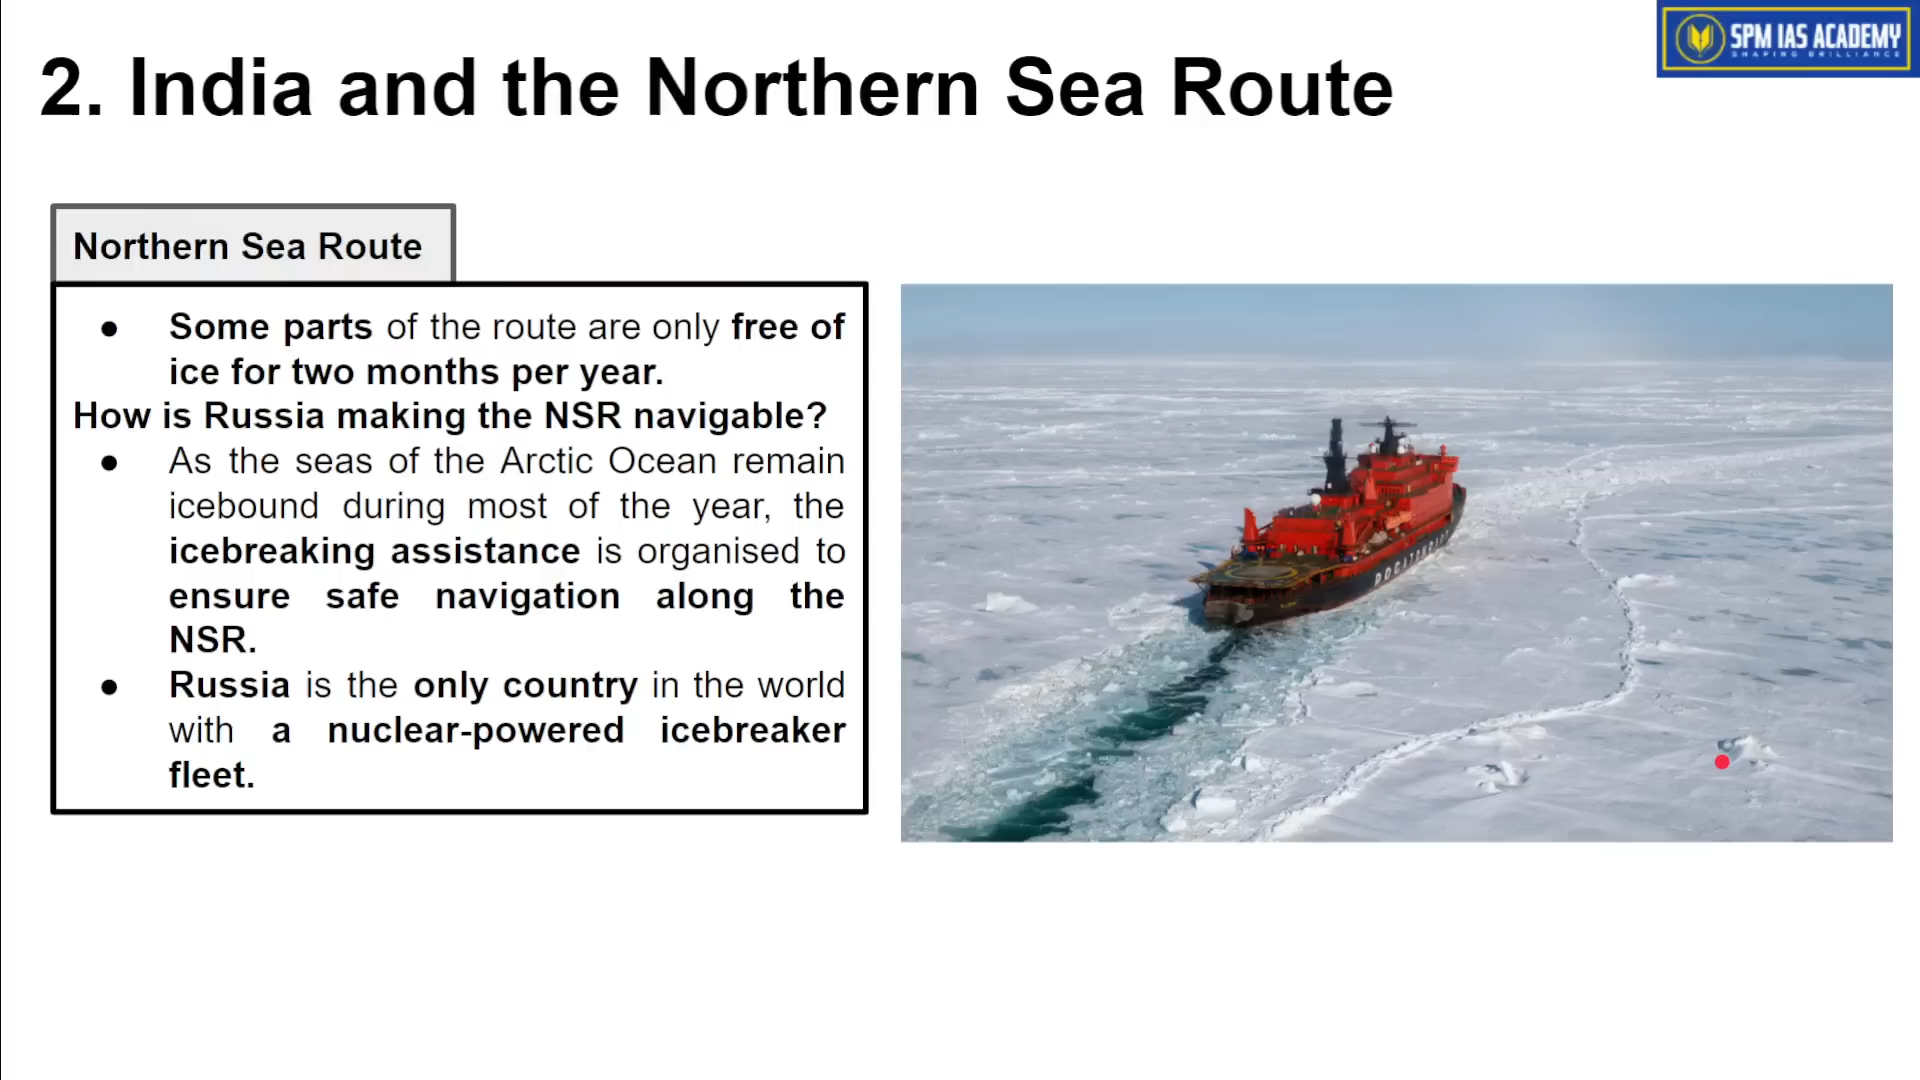 2. India and the Northern Sea Route
SPM IAS ACADEMY
SHAPING BRILLIANCE
Northern Sea Route
● Some parts of the route are only free of
ice for two months per year.
How is Russia making the NSR navigable?
● As the seas of the Arctic Ocean remain
icebound during most of the year, the
icebreaking assistance is organised to
ensure safe navigation along the
NSR.
● Russia is the only country in the world
with a nuclear-powered icebreaker
fleet.